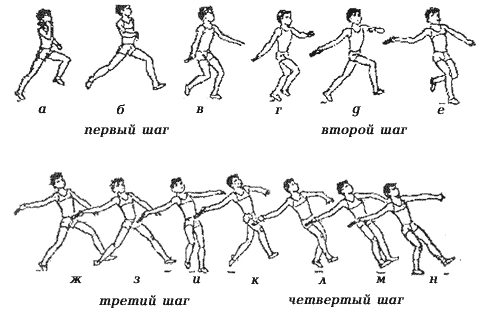 а б в г д е
первый шаг второй шаг
ж з и к л м н
третий шаг четвертый шаг